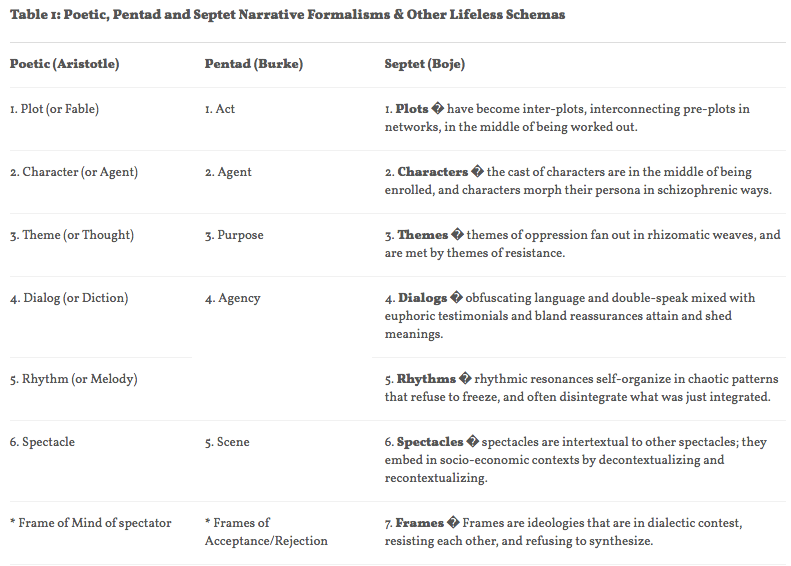 Table 1: Poetic, Pentad and Septet Narrative Formalisms & Other Lifeless Schemas
Poetic (Aristotle)
Pentad (Burke)
Septet (Boje)
1. Plot (or Fable)
1. Act
1. Plots � have become inter-plots, interconnecting pre-plots in
networks, in the middle of being worked out.
2. Character (or Agent)
2. Agent
2. Characters � the cast of characters are in the middle of being
enrolled, and characters morph their persona in schizophrenic ways.
3. Theme (or Thought)
3. Purpose
3. Themes � themes of oppression fan out in rhizomatic weaves, and
are met by themes of resistance.
4. Dialog (or Diction)
4. Agency
4. Dialogs � obfuscating language and double-speak mixed with
euphoric testimonials and bland reassurances attain and shed
meanings.
5. Rhythm (or Melody)
5. Rhythms � rhythmic resonances self-organize in chaotic patterns
that refuse to freeze, and often disintegrate what was just integrated.
6. Spectacle
5. Scene
6. Spectacles � spectacles are intertextual to other spectacles; they
embed in socio-economic contexts by decontextualizing and
recontextualizing.
* Frame of Mind of spectator
* Frames of
Acceptance/Rejection
7. Frames � Frames are ideologies that are in dialectic contest,
resisting each other, and refusing to synthesize.